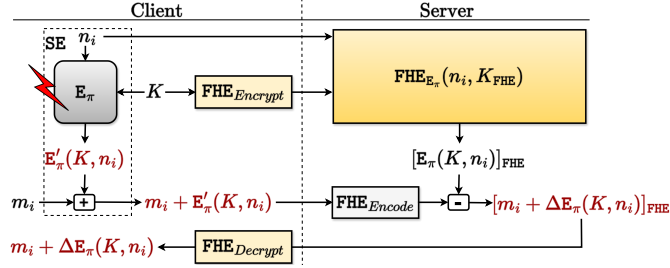 Client Server
SE n_i
E_π K FHE_Encrypt FHE_{E_π}(n_i, K_FHE)
E'_π(K, n_i) [E_π(K, n_i)]_FHE
m_i + m_i + E'_π(K, n_i) FHE_Encode - [m_i + ΔE_π(K, n_i)]_FHE
m_i + ΔE_π(K, n_i) FHE_Decrypt